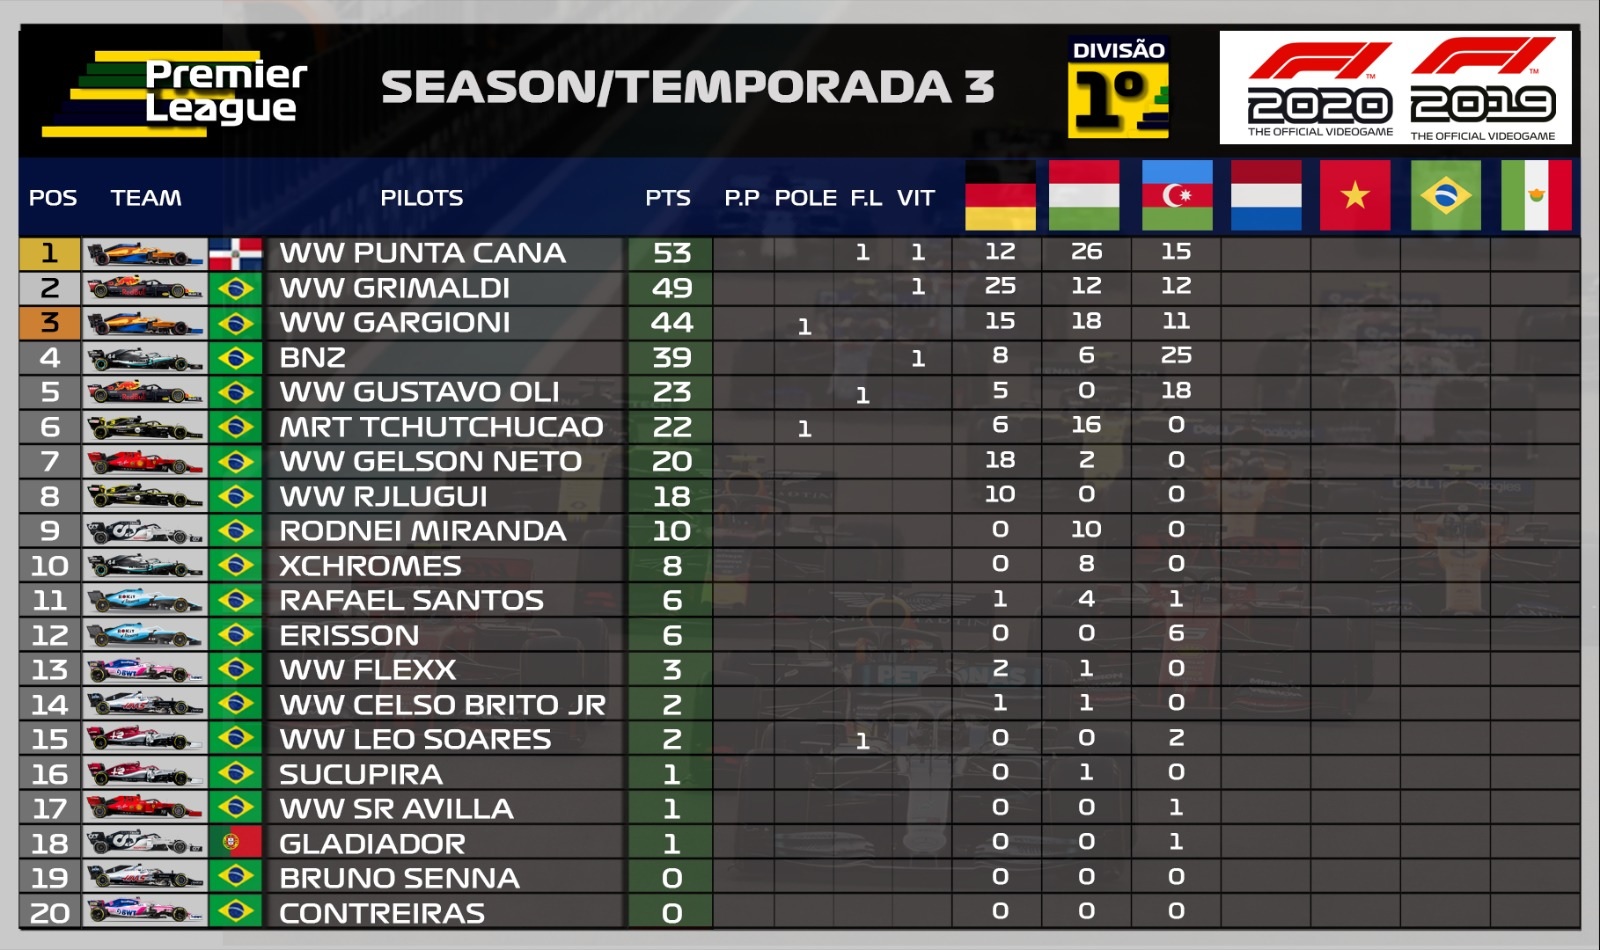 Premier
League
SEASON/TEMPORADA 3
DIVISÃO
1º
F1 TM
2020
THE OFFICIAL VIDEOGAME
F1 TM
2019
THE OFFICIAL VIDEOGAME
POS TEAM PILOTS PTS P.P POLE F.L VIT
1 WW PUNTA CANA 53 1 1 12 26 15
2 WW GRIMALDI 49 1 25 12 12
3 WW GARGIONI 44 1 15 18 11
4 BNZ 39 1 8 6 25
5 WW GUSTAVO OLI 23 1 5 0 18
6 MRT TCHUTCHUCAO 22 1 6 16 0
7 WW GELSON NETO 20 18 2 0
8 WW RJLUGUI 18 10 0 0
9 RODNEI MIRANDA 10 0 10 0
10 XCHROMES 8 0 8 0
11 RAFAEL SANTOS 6 1 4 1
12 ERISSON 6 0 0 6
13 WW FLEXX 3 2 1 0
14 WW CELSO BRITO JR 2 1 1 0
15 WW LEO SOARES 2 1 0 0 2
16 SUCUPIRA 1 0 1 0
17 WW SR AVILLA 1 0 0 1
18 GLADIADOR 1 0 0 1
19 BRUNO SENNA 0 0 0 0
20 CONTREIRAS 0 0 0 0